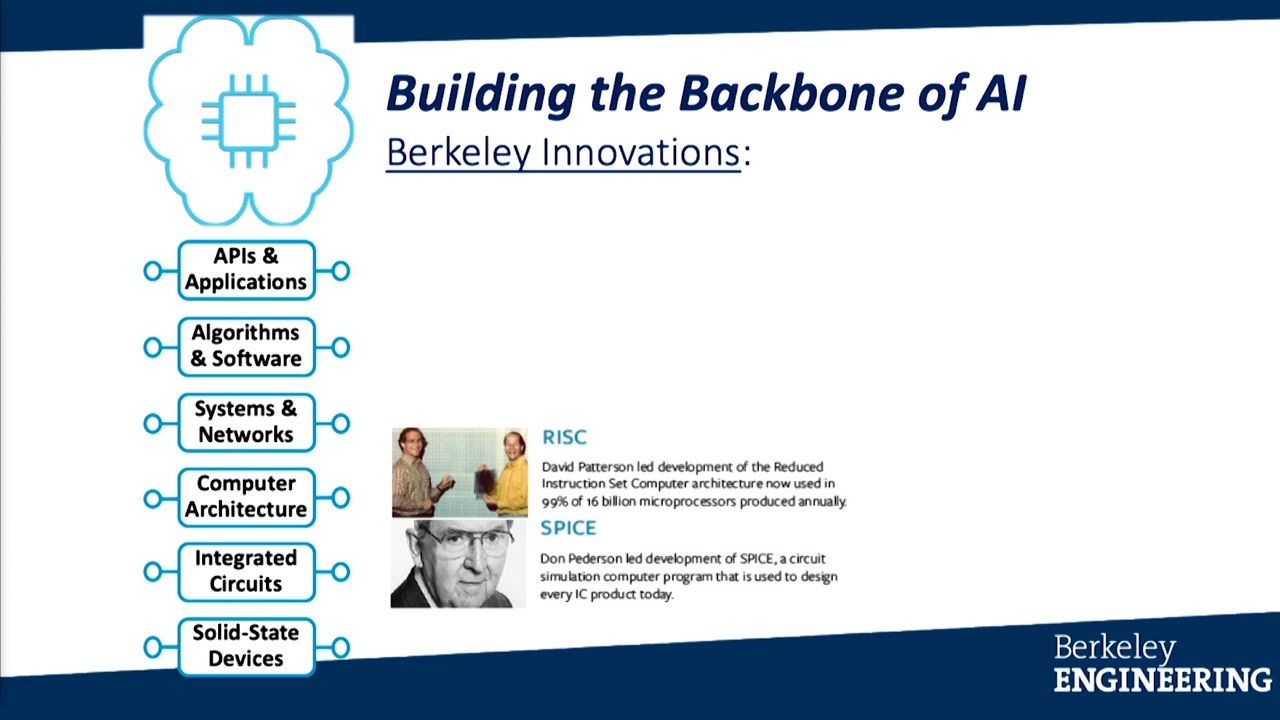 Building the Backbone of AI
Berkeley Innovations:
APIs &
Applications
Algorithms
& Software
Systems &
Networks
Computer
Architecture
Integrated
Circuits
Solid-State
Devices
RISC
David Patterson led development of the Reduced
Instruction Set Computer architecture now used in
99% of 16 billion microprocessors produced annually.
SPICE
Don Pederson led development of SPICE, a circuit
simulation computer program that is used to design
every IC product today.
Berkeley
ENGINEERING